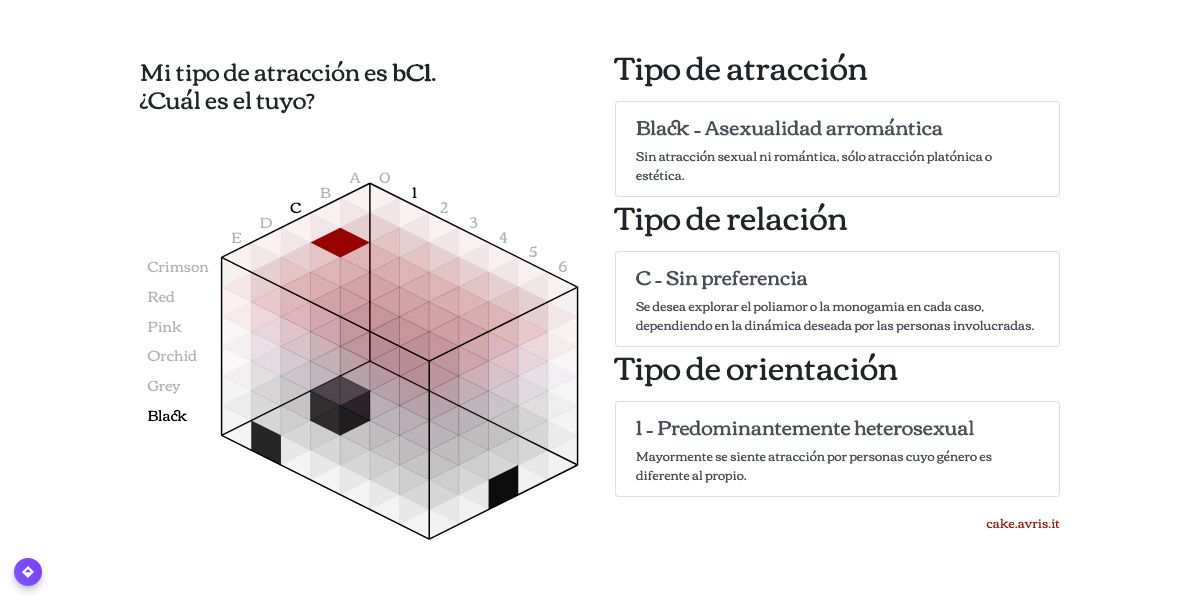 Mi tipo de atracción es bC1.
¿Cuál es el tuyo?
A O
B 1
C 2
D 3
E 4
5
6
Crimson
Red
Pink
Orchid
Grey
Black
Tipo de atracción
Black - Asexualidad arromántica
Sin atracción sexual ni romántica, sólo atracción platónica o
estética.
Tipo de relación
C - Sin preferencia
Se desea explorar el poliamor o la monogamia en cada caso,
dependiendo en la dinámica deseada por las personas involucradas.
Tipo de orientación
1 - Predominantemente heterosexual
Mayormente se siente atracción por personas cuyo género es
diferente al propio.
cake.avris.it